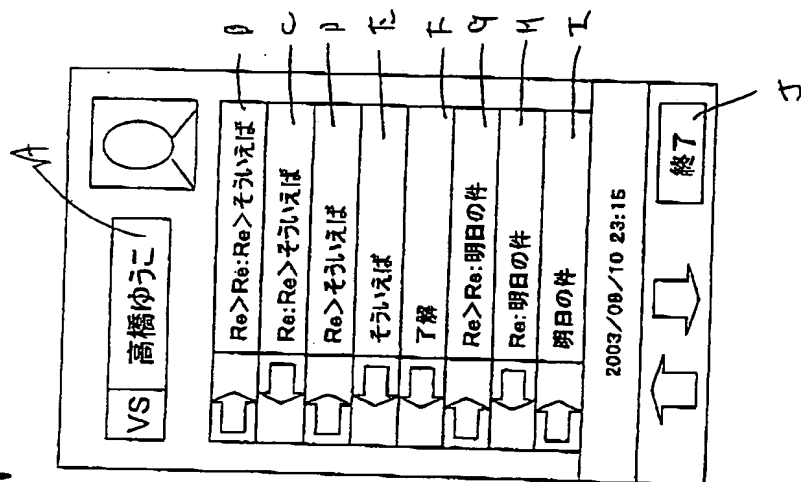 A
VS 高橋ゆうこ
Re>Re:Re>そういえば
Re:Re>そういえば
Re>そういえば
そういえば
了解
Re>Re:明日の件
Re:明日の件
明日の件
2003/08/10 23:15
終了
C
D
E
F
G
H
I
J